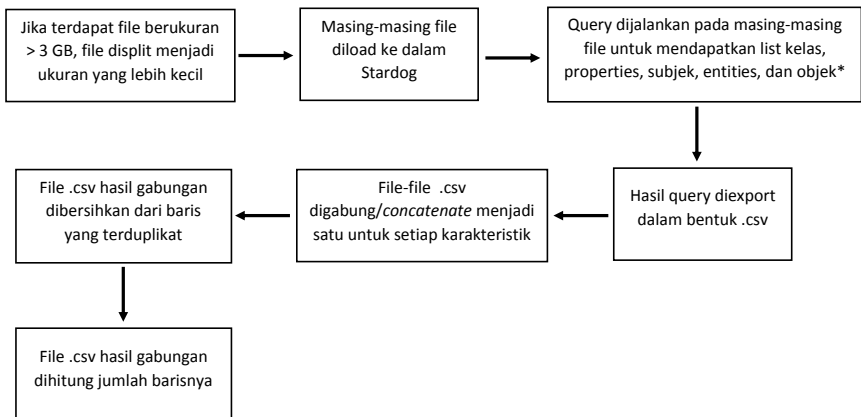 Jika terdapat file berukuran
> 3 GB, file displit menjadi
ukuran yang lebih kecil
Masing-masing file
diload ke dalam
Stardog
Query dijalankan pada masing-masing
file untuk mendapatkan list kelas,
properties, subjek, entities, dan objek*
Hasil query diexport
dalam bentuk .csv
File-file .csv
digabung/concatenate menjadi
satu untuk setiap karakteristik
File .csv hasil gabungan
dibersihkan dari baris
yang terduplikat
File .csv hasil gabungan
dihitung jumlah barisnya